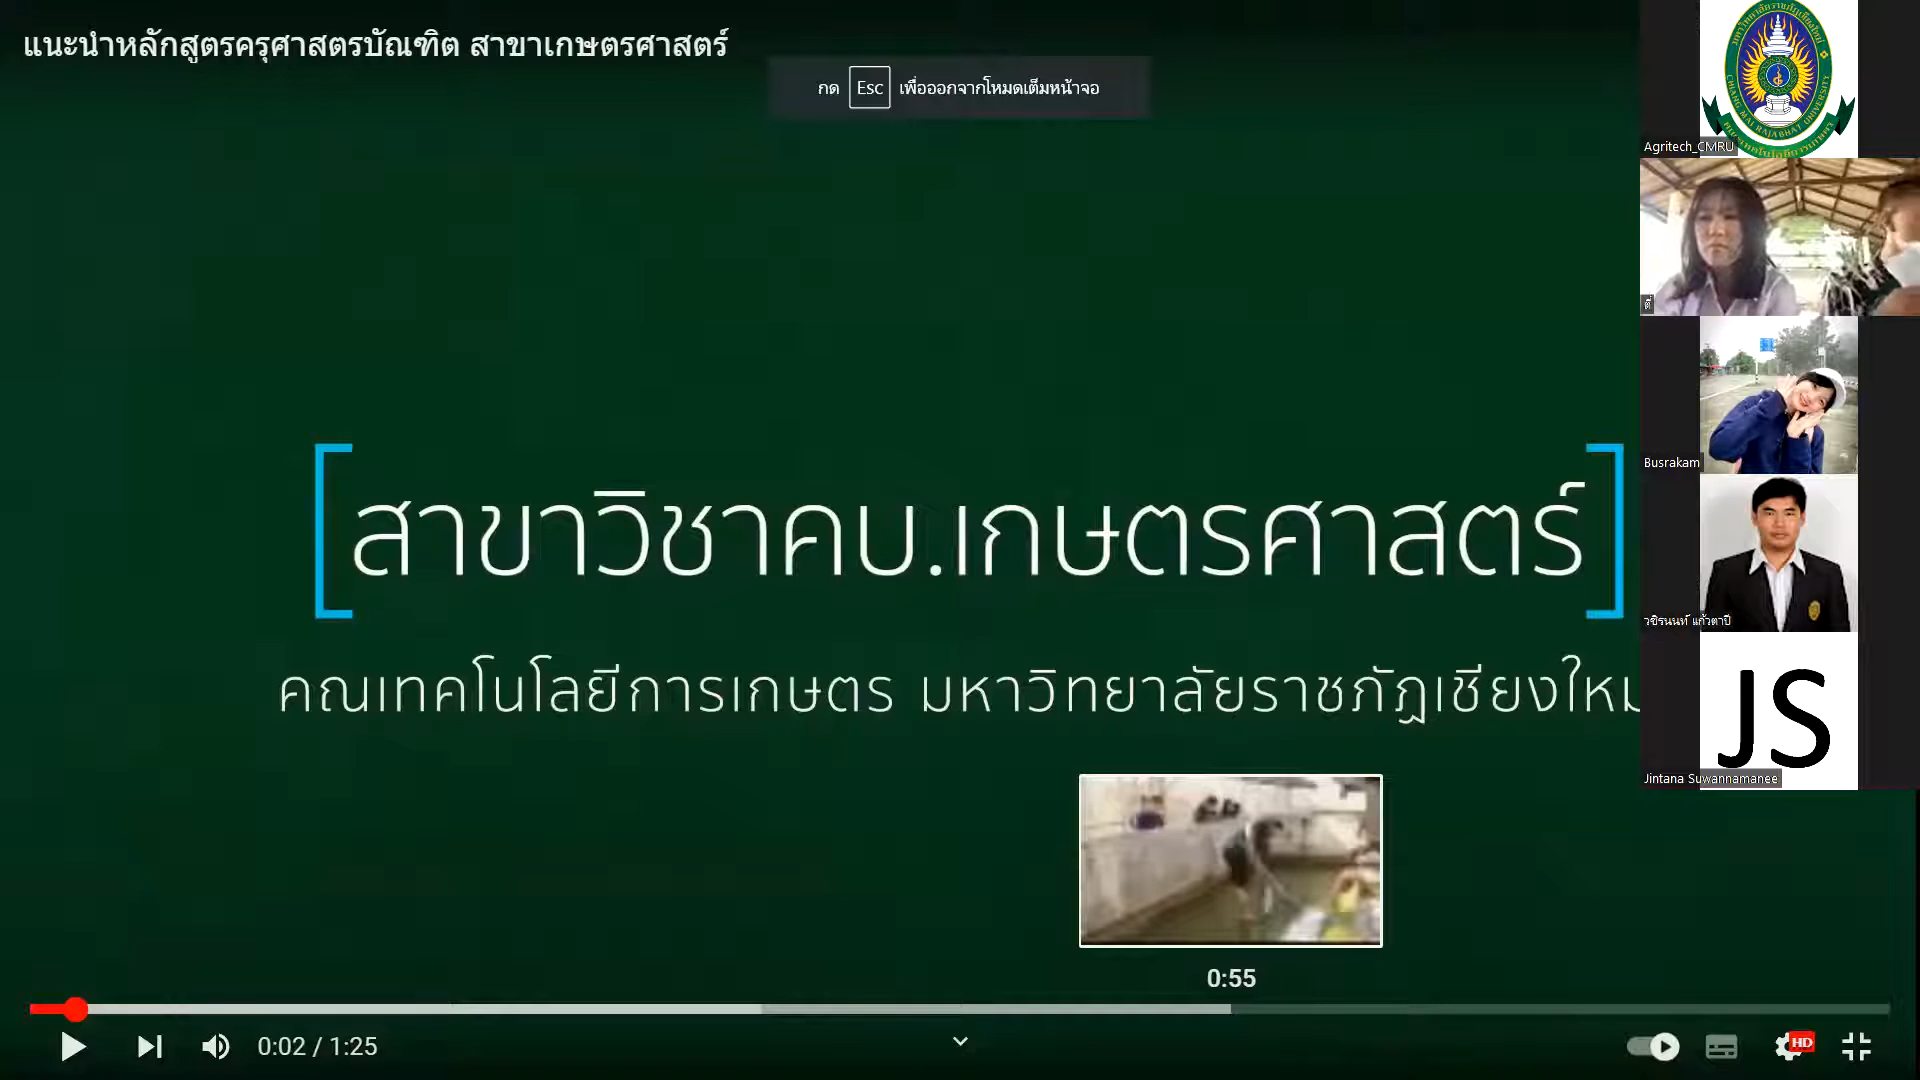 แนะนำหลักสูตรครุศาสตรบัณฑิต สาขาเกษตรศาสตร์
กด Esc เพื่อออกจากโหมดเต็มหน้าจอ
[สาขาวิชาคบ.เกษตรศาสตร์]
คณเทคโนโลยีการเกษตร มหาวิทยาลัยราชภัฏเชียงให
0:55
0:02 / 1:25
HD
CHIANG MAI RAJABHAT UNIVERSITY
Agritech_CMRU
Busrakam
วชิรนนท์ แก้วตาปี
JS
Jintana Suwannamanee